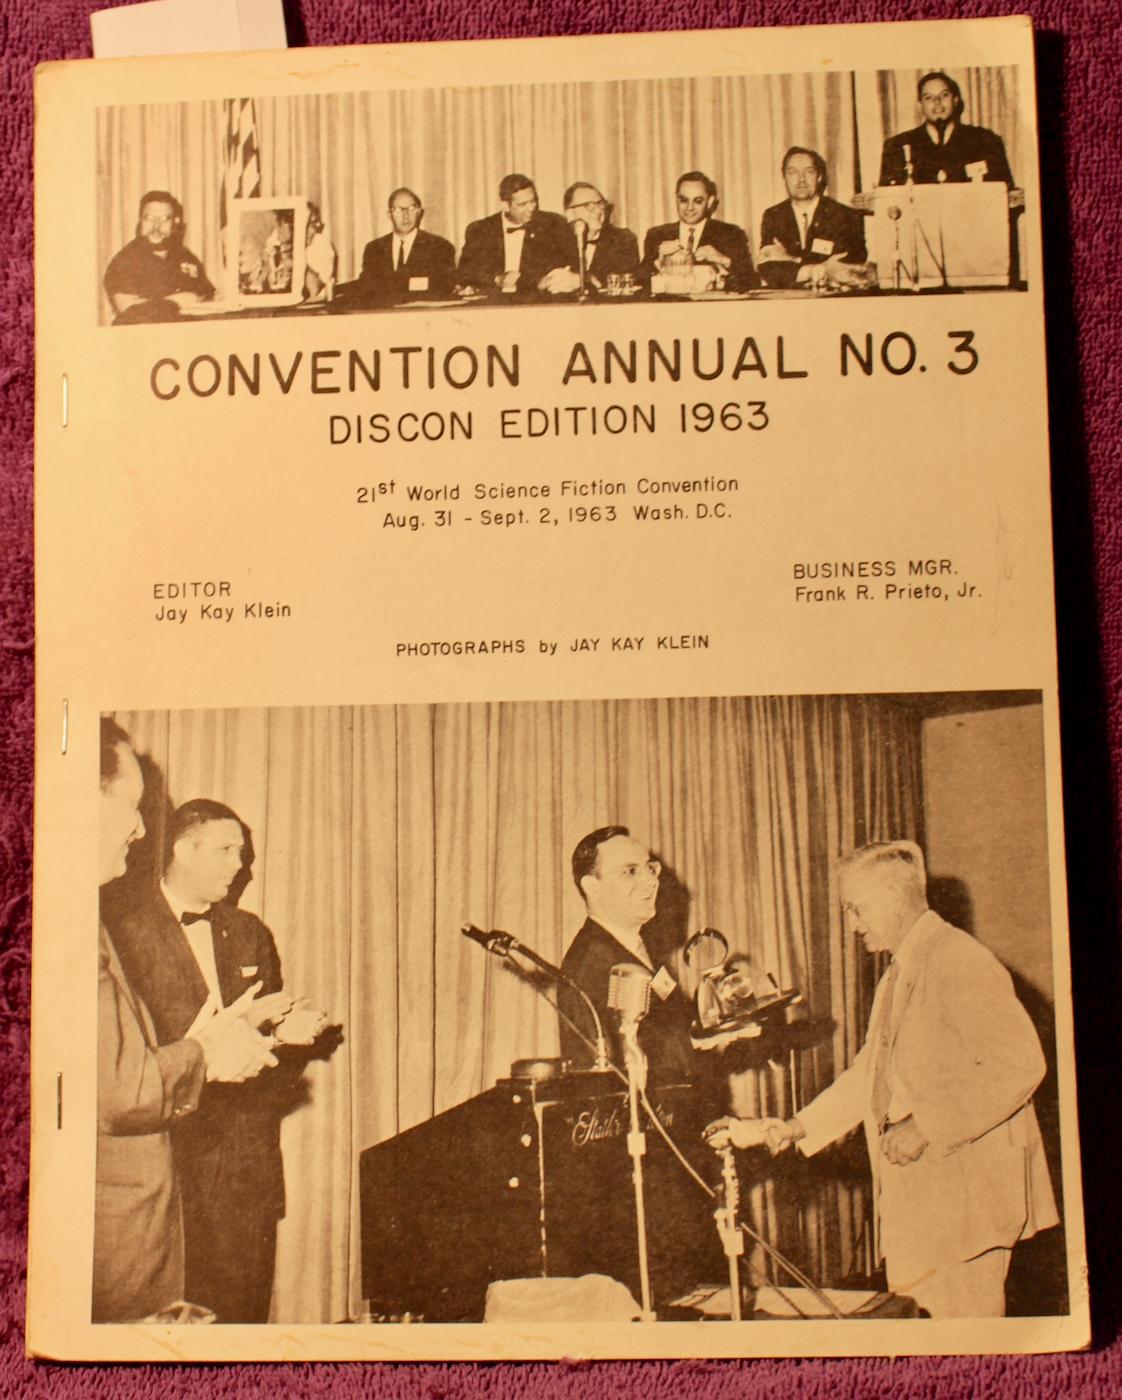 CONVENTION ANNUAL NO. 3
DISCON EDITION 1963
21st World Science Fiction Convention
Aug. 31 - Sept. 2, 1963 Wash. D.C.
EDITOR
Jay Kay Klein
BUSINESS MGR.
Frank R. Prieto, Jr.
PHOTOGRAPHS by JAY KAY KLEIN